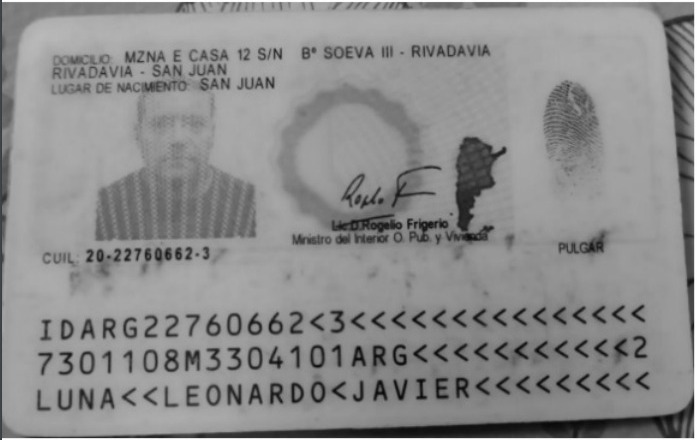 DOMICILIO: MZNA E CASA 12 S/N B° SOEVA III - RIVADAVIA
RIVADAVIA - SAN JUAN
LUGAR DE NACIMIENTO: SAN JUAN
Lic.D.Rogelio Frigerio
Ministro del Interior O. Pub. y Vivienda
CUIL: 20-22760662-3
PULGAR
IDARG22760662<3<<<<<<<<<<<<<<<
7301108M3304101ARG<<<<<<<<<<<2
LUNA<<LEONARDO<JAVIER<<<<<<<<<